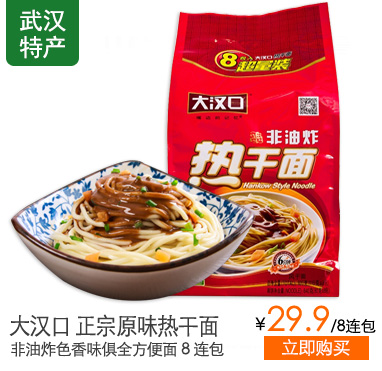 武汉
特产
8
超量装
大汉口
非油炸
热干面
Hankow Style Noodle
大汉口 正宗原味热干面
¥29.9/8连包
非油炸色香味俱全方便面 8 连包
立即购买